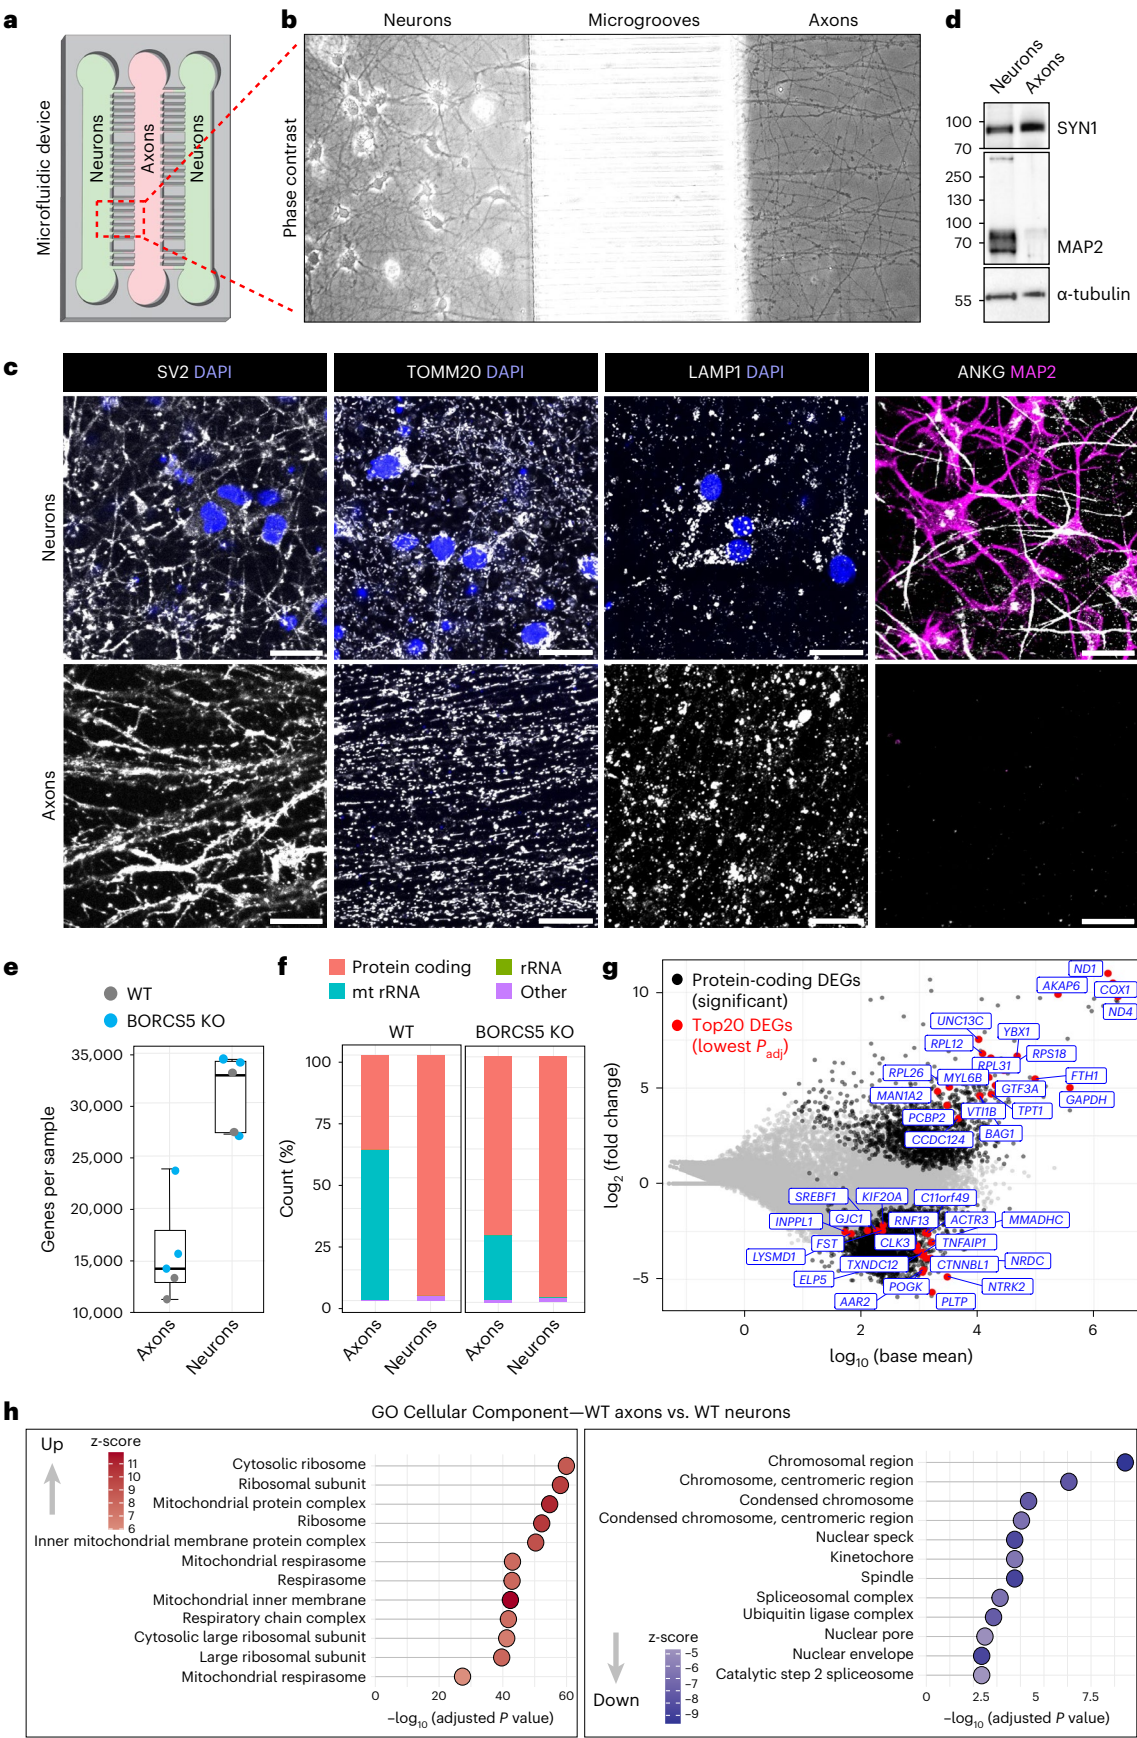 a
Microfluidic device
Neurons
Axons
Neurons
b
Neurons
Microgrooves
Axons
Phase contrast
d
Neurons
Axons
100
70
SYN1
250
130
100
70
MAP2
55
α-tubulin
c
SV2 DAPI
TOMM20 DAPI
LAMP1 DAPI
ANKG MAP2
Neurons
Axons
e
WT
BORCS5 KO
Genes per sample
35,000
30,000
25,000
20,000
15,000
10,000
Axons
Neurons
f
Protein coding
mt rRNA
rRNA
Other
WT
BORCS5 KO
Count (%)
100
75
50
25
0
Axons
Neurons
Axons
Neurons
g
Protein-coding DEGs
(significant)
Top20 DEGs
(lowest Padj)
log2 (fold change)
10
5
0
−5
0
2
4
6
log10 (base mean)
ND1
AKAP6
COX1
ND4
UNC13C
YBX1
RPL12
RPS18
RPL31
RPL26
MYL6B
FTH1
GTF3A
MAN1A2
GAPDH
PCBP2
VTI1B
TPT1
CCDC124
BAG1
SREBF1
KIF20A
C11orf49
INPPL1
GJC1
RNF13
ACTR3
MMADHC
FST
CLK3
TNFAIP1
LYSMD1
TXNDC12
CTNNBL1
NRDC
ELP5
POGK
NTRK2
AAR2
PLTP
h
GO Cellular Component—WT axons vs. WT neurons
Up
z-score
11
10
9
8
7
6
Cytosolic ribosome
Ribosomal subunit
Mitochondrial protein complex
Ribosome
Inner mitochondrial membrane protein complex
Mitochondrial respirasome
Respirasome
Mitochondrial inner membrane
Respiratory chain complex
Cytosolic large ribosomal subunit
Large ribosomal subunit
Mitochondrial respirasome
0
20
40
60
−log10 (adjusted P value)
Chromosomal region
Chromosome, centromeric region
Condensed chromosome
Condensed chromosome, centromeric region
Nuclear speck
Kinetochore
Spindle
Spliceosomal complex
Ubiquitin ligase complex
Nuclear pore
Nuclear envelope
Catalytic step 2 spliceosome
Down
z-score
−5
−6
−7
−8
−9
0
2.5
5
7.5
−log10 (adjusted P value)